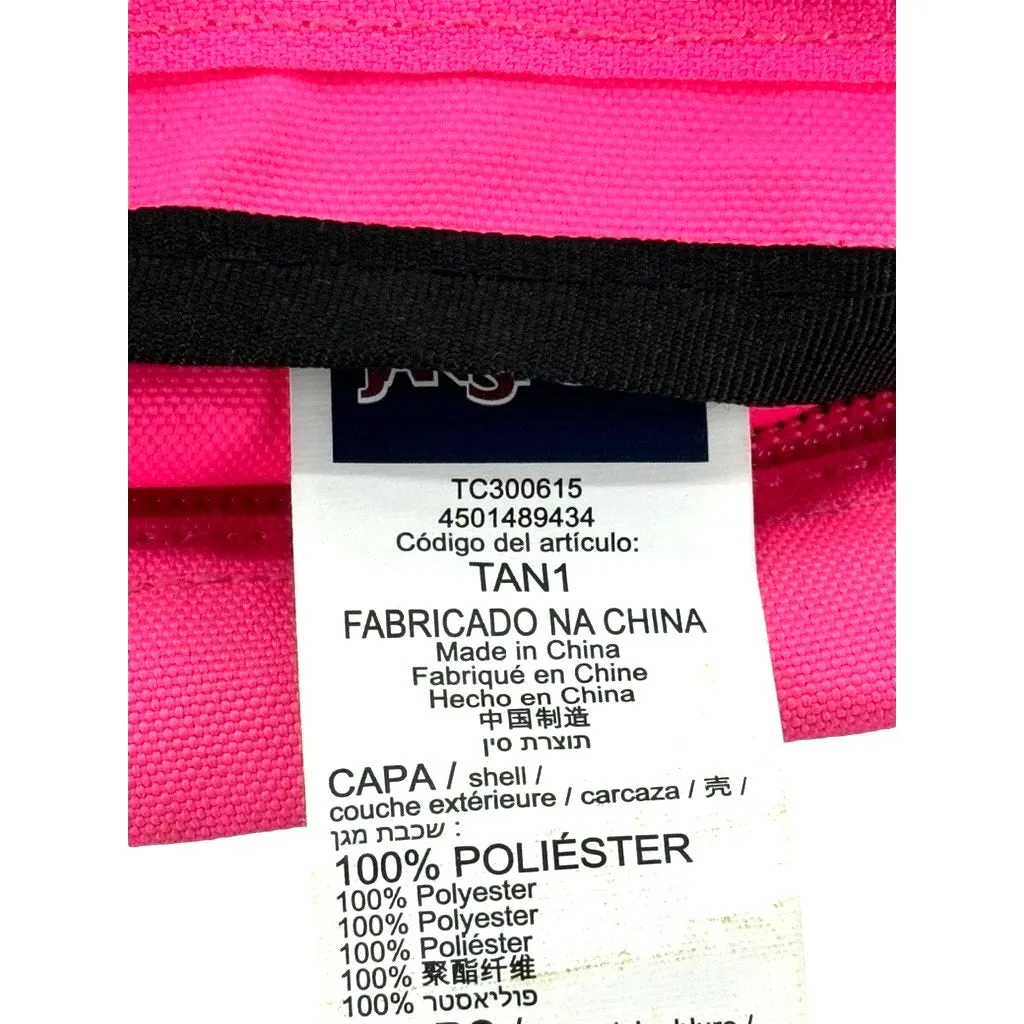 TC300615
4501489434
Código del artículo:
TAN1
FABRICADO NA CHINA
Made in China
Fabriqué en Chine
Hecho en China
中国制造
תוצרת סין
CAPA / shell /
couche extérieure / carcaza / 壳 /
שכבת מגן :
100% POLIÉSTER
100% Polyester
100% Polyester
100% Poliéster
100% 聚酯纤维
100% פוליאסטר